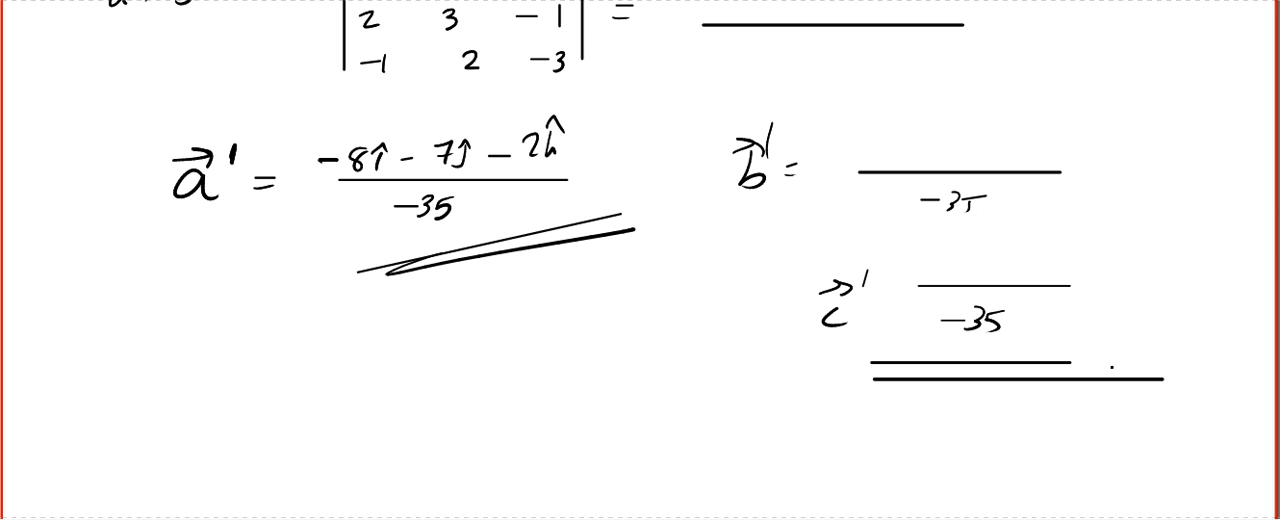 2 3 -1 =
-1 2 -3
a⃗' = -8î - 7ĵ - 2k̂ / -35
b⃗' = / -35
c⃗' / -35